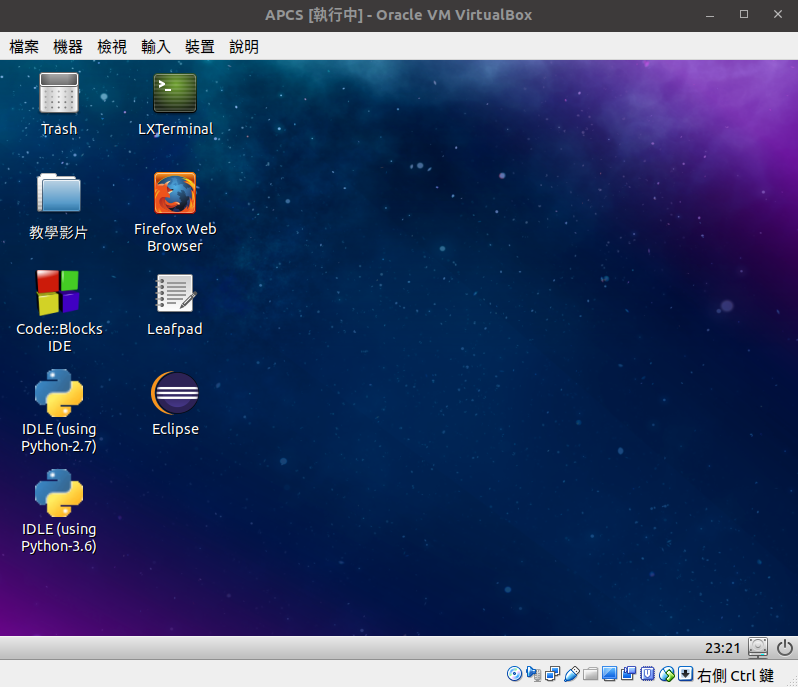 APCS [執行中] - Oracle VM VirtualBox
檔案 機器 檢視 輸入 裝置 說明
Trash
LXTerminal
教學影片
Firefox Web
Browser
Code::Blocks
IDE
Leafpad
IDLE (using
Python-2.7)
Eclipse
IDLE (using
Python-3.6)
23:21
右側 Ctrl 鍵